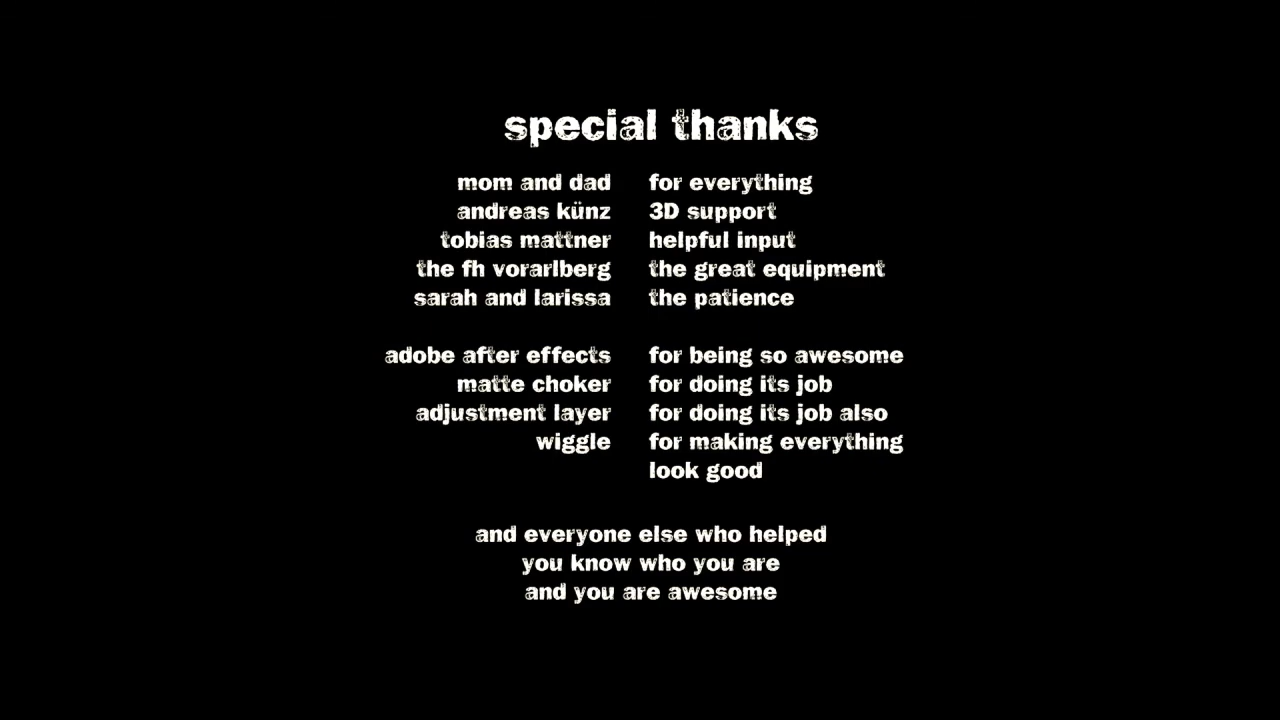 special thanks
mom and dad for everything
andreas künz 3D support
tobias mattner helpful input
the fh vorarlberg the great equipment
sarah and larissa the patience
adobe after effects for being so awesome
matte choker for doing its job
adjustment layer for doing its job also
wiggle for making everything
look good
and everyone else who helped
you know who you are
and you are awesome